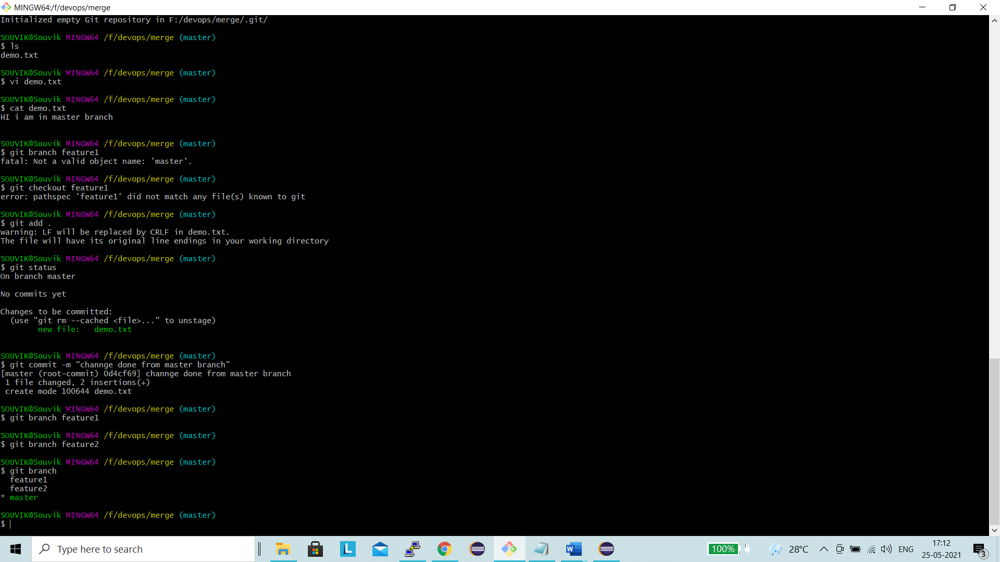 MINGW64:/f/devops/merge
Initialized empty Git repository in F:/devops/merge/.git/
SOUVIK@Souvik MINGW64 /f/devops/merge (master)
$ ls
demo.txt
SOUVIK@Souvik MINGW64 /f/devops/merge (master)
$ vi demo.txt
SOUVIK@Souvik MINGW64 /f/devops/merge (master)
$ cat demo.txt
HI i am in master branch
SOUVIK@Souvik MINGW64 /f/devops/merge (master)
$ git branch feature1
fatal: Not a valid object name: 'master'.
SOUVIK@Souvik MINGW64 /f/devops/merge (master)
$ git checkout feature1
error: pathspec 'feature1' did not match any file(s) known to git
SOUVIK@Souvik MINGW64 /f/devops/merge (master)
$ git add .
warning: LF will be replaced by CRLF in demo.txt.
The file will have its original line endings in your working directory
SOUVIK@Souvik MINGW64 /f/devops/merge (master)
$ git status
On branch master
No commits yet
Changes to be committed:
  (use "git rm --cached <file>..." to unstage)
        new file:   demo.txt
SOUVIK@Souvik MINGW64 /f/devops/merge (master)
$ git commit -m "channge done from master branch"
[master (root-commit) 0d4cf69] channge done from master branch
 1 file changed, 2 insertions(+)
 create mode 100644 demo.txt
SOUVIK@Souvik MINGW64 /f/devops/merge (master)
$ git branch feature1
SOUVIK@Souvik MINGW64 /f/devops/merge (master)
$ git branch feature2
SOUVIK@Souvik MINGW64 /f/devops/merge (master)
$ git branch
  feature1
  feature2
* master
SOUVIK@Souvik MINGW64 /f/devops/merge (master)
$
Type here to search
L
W
100%
28°C
ENG
17:12
25-05-2021
3